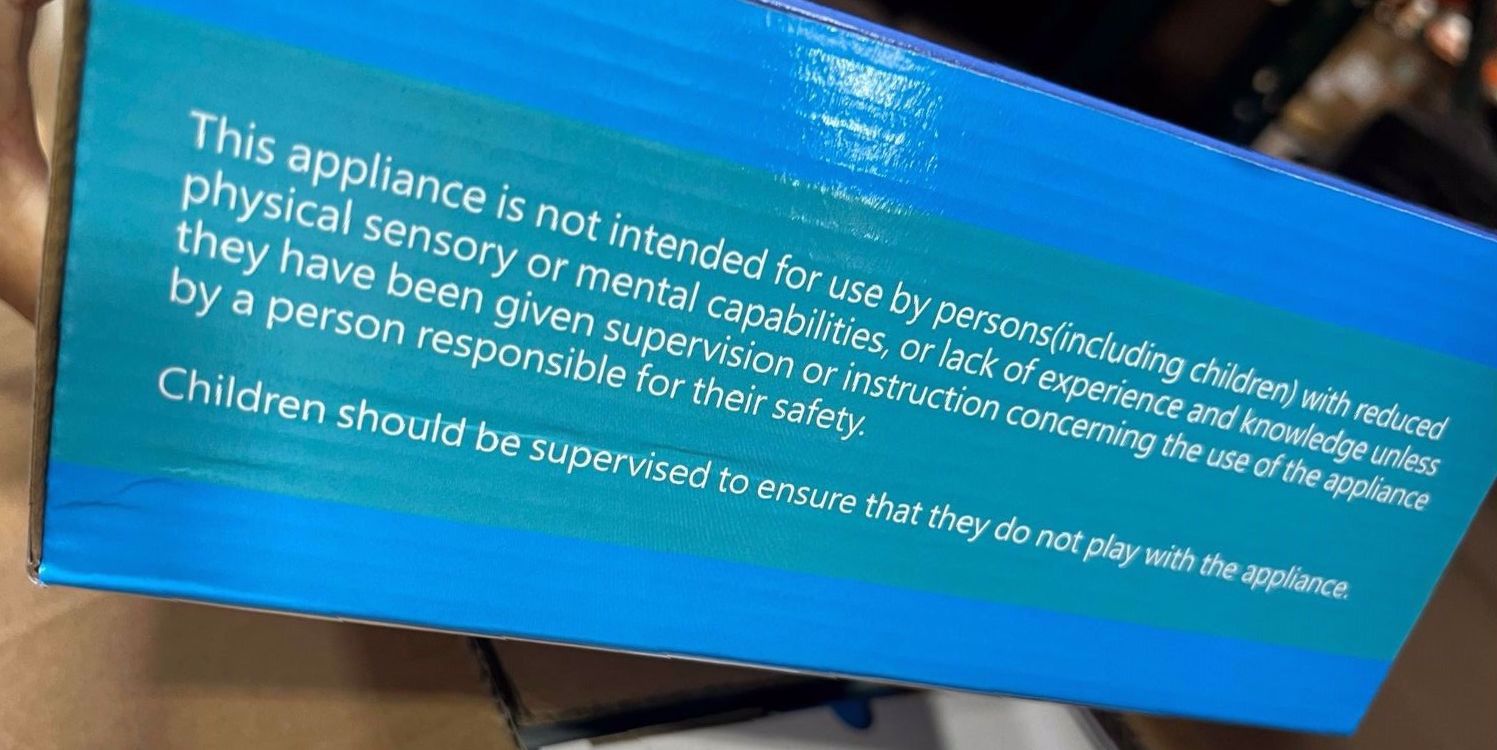 This appliance is not intended for use by persons(including children) with reduced
physical sensory or mental capabilities, or lack of experience and knowledge unless
they have been given supervision or instruction concerning the use of the appliance
by a person responsible for their safety.
Children should be supervised to ensure that they do not play with the appliance.